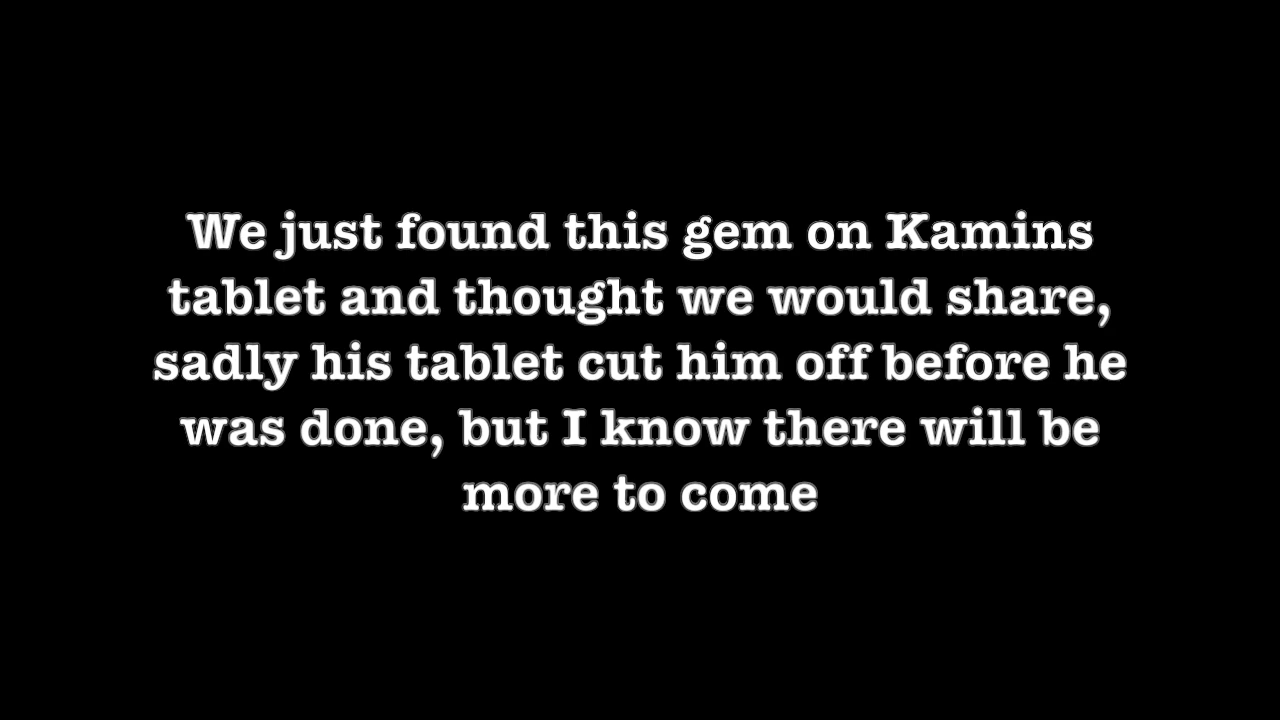 We just found this gem on Kamins
tablet and thought we would share,
sadly his tablet cut him off before he
was done, but I know there will be
more to come